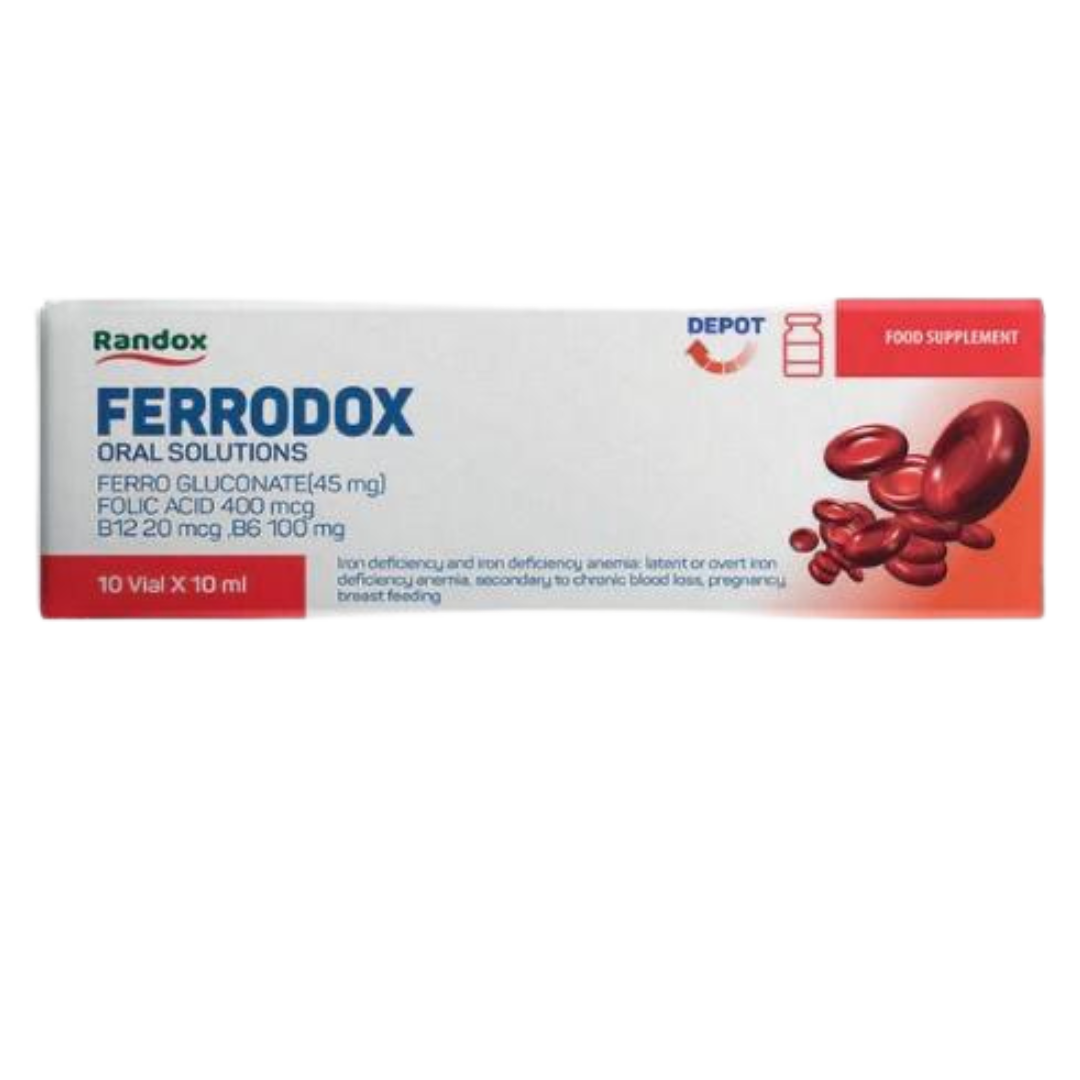 Randox
DEPOT
FOOD SUPPLEMENT
FERRODOX
ORAL SOLUTIONS
FERRO GLUCONATE(45 mg)
FOLIC ACID 400 mcg
B12 20 mcg .B6 100 mg
10 Vial X 10 ml
Iron deficiency and iron deficiency anemia: latent or overt iron
deficiency anemia. secondary to chronic blood loss, pregnancy
breast feeding